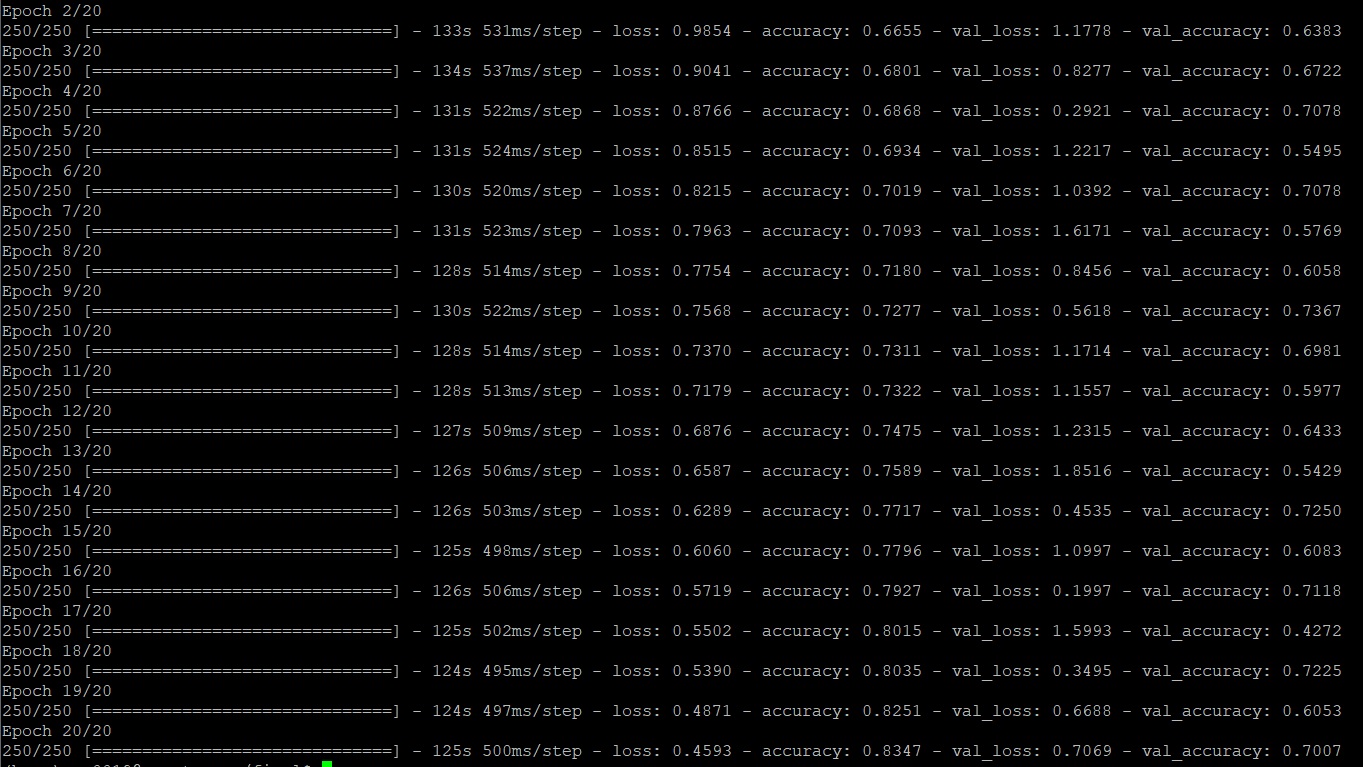 Epoch 2/20
250/250 [==============================] - 133s 531ms/step - loss: 0.9854 - accuracy: 0.6655 - val_loss: 1.1778 - val_accuracy: 0.6383
Epoch 3/20
250/250 [==============================] - 134s 537ms/step - loss: 0.9041 - accuracy: 0.6801 - val_loss: 0.8277 - val_accuracy: 0.6722
Epoch 4/20
250/250 [==============================] - 131s 522ms/step - loss: 0.8766 - accuracy: 0.6868 - val_loss: 0.2921 - val_accuracy: 0.7078
Epoch 5/20
250/250 [==============================] - 131s 524ms/step - loss: 0.8515 - accuracy: 0.6934 - val_loss: 1.2217 - val_accuracy: 0.5495
Epoch 6/20
250/250 [==============================] - 130s 520ms/step - loss: 0.8215 - accuracy: 0.7019 - val_loss: 1.0392 - val_accuracy: 0.7078
Epoch 7/20
250/250 [==============================] - 131s 523ms/step - loss: 0.7963 - accuracy: 0.7093 - val_loss: 1.6171 - val_accuracy: 0.5769
Epoch 8/20
250/250 [==============================] - 128s 514ms/step - loss: 0.7754 - accuracy: 0.7180 - val_loss: 0.8456 - val_accuracy: 0.6058
Epoch 9/20
250/250 [==============================] - 130s 522ms/step - loss: 0.7568 - accuracy: 0.7277 - val_loss: 0.5618 - val_accuracy: 0.7367
Epoch 10/20
250/250 [==============================] - 128s 514ms/step - loss: 0.7370 - accuracy: 0.7311 - val_loss: 1.1714 - val_accuracy: 0.6981
Epoch 11/20
250/250 [==============================] - 128s 513ms/step - loss: 0.7179 - accuracy: 0.7322 - val_loss: 1.1557 - val_accuracy: 0.5977
Epoch 12/20
250/250 [==============================] - 127s 509ms/step - loss: 0.6876 - accuracy: 0.7475 - val_loss: 1.2315 - val_accuracy: 0.6433
Epoch 13/20
250/250 [==============================] - 126s 506ms/step - loss: 0.6587 - accuracy: 0.7589 - val_loss: 1.8516 - val_accuracy: 0.5429
Epoch 14/20
250/250 [==============================] - 126s 503ms/step - loss: 0.6289 - accuracy: 0.7717 - val_loss: 0.4535 - val_accuracy: 0.7250
Epoch 15/20
250/250 [==============================] - 125s 498ms/step - loss: 0.6060 - accuracy: 0.7796 - val_loss: 1.0997 - val_accuracy: 0.6083
Epoch 16/20
250/250 [==============================] - 126s 506ms/step - loss: 0.5719 - accuracy: 0.7927 - val_loss: 0.1997 - val_accuracy: 0.7118
Epoch 17/20
250/250 [==============================] - 125s 502ms/step - loss: 0.5502 - accuracy: 0.8015 - val_loss: 1.5993 - val_accuracy: 0.4272
Epoch 18/20
250/250 [==============================] - 124s 495ms/step - loss: 0.5390 - accuracy: 0.8035 - val_loss: 0.3495 - val_accuracy: 0.7225
Epoch 19/20
250/250 [==============================] - 124s 497ms/step - loss: 0.4871 - accuracy: 0.8251 - val_loss: 0.6688 - val_accuracy: 0.6053
Epoch 20/20
250/250 [==============================] - 125s 500ms/step - loss: 0.4593 - accuracy: 0.8347 - val_loss: 0.7069 - val_accuracy: 0.7007